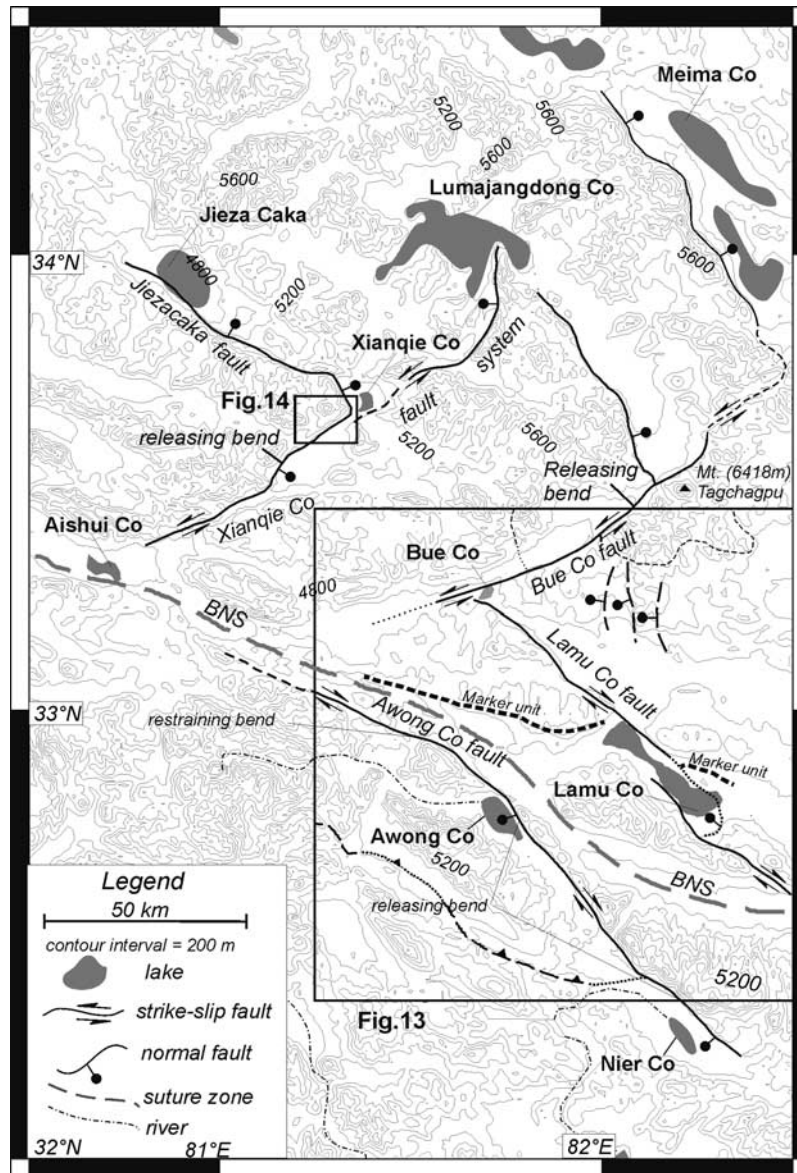 Meima Co
5200
5600
5600
5600
Lumajangdong Co
Jieza Caka
34°N
4800
5600
5200
Jiezacaka fault
Xianqie Co
system
fault
Fig.14
5200
5600
releasing bend
Releasing
bend
Mt. (6418m)
Tagchagpu
Xianqie Co
Aishui Co
Bue Co
Bue Co fault
4800
BNS
Lamu Co fault
Marker unit
33°N
restraining bend
Awong Co fault
Marker unit
Lamu Co
Awong Co
5200
releasing bend
BNS
5200
Fig.13
Nier Co
Legend
50 km
contour interval = 200 m
lake
strike-slip fault
normal fault
suture zone
river
32°N
81°E
82°E